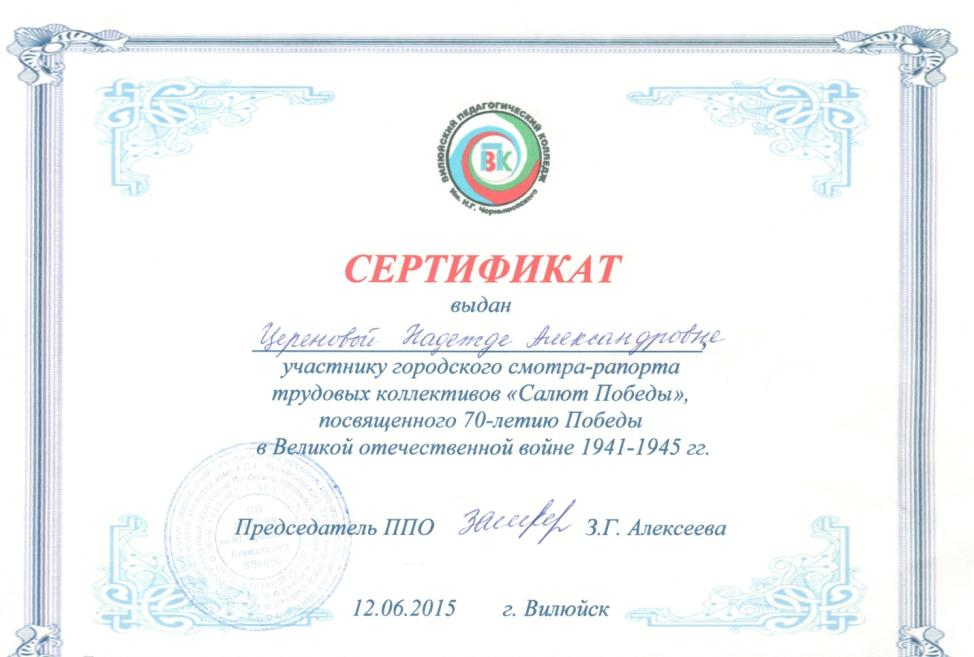 ВИЛЮЙСКИЙ ПЕДАГОГИЧЕСКИЙ КОЛЛЕДЖ
ВПК
Им. Н.Г. Чернышевского
СЕРТИФИКАТ
выдан
Цереновой Надежде Александровне
участнику городского смотра-рапорта
трудовых коллективов «Салют Победы»,
посвященного 70-летию Победы
в Великой отечественной войне 1941-1945 гг.
Председатель ППО З.Г. Алексеева
12.06.2015 г. Вилюйск